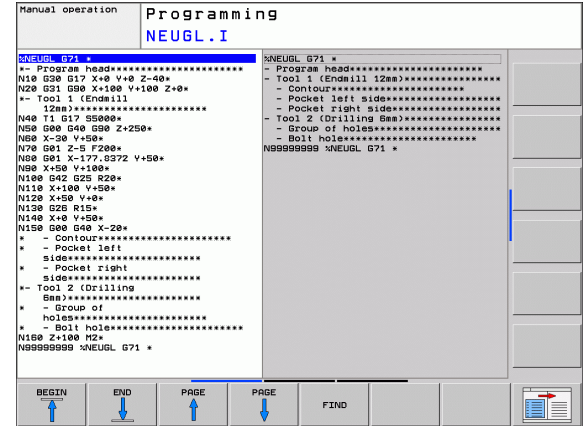 Manual operation
Programming
NEUGL.I
%NEUGL G71 *
*- Program head*********************
N10 G30 G17 X+0 Y+0 Z-40*
N20 G31 G90 X+100 Y+100 Z+0*
*- Tool 1 (Endmill
12mm)*********************
N40 T1 G17 S5000*
N50 G00 G40 G90 Z+250*
N60 X-30 Y+50*
N70 G01 Z-5 F200*
N80 G01 X-177.8372 Y+50*
N90 X+50 Y+100*
N100 G42 G25 R20*
N110 X+100 Y+50*
N120 X+50 Y+0*
N130 G26 R15*
N140 X+0 Y+50*
N150 G00 G40 X-20*
* - Contour*********************
* - Pocket left
side*********************
* - Pocket right
side*********************
*- Tool 2 (Drilling
6mm)*********************
* - Group of
holes*********************
* - Bolt hole*********************
N160 Z+100 M2*
N99999999 %NEUGL G71 *
%NEUGL G71 *
- Program head*********************
- Tool 1 (Endmill 12mm)***************
- Contour*********************
- Pocket left side*****************
- Pocket right side****************
- Tool 2 (Drilling 6mm)***************
- Group of holes*******************
- Bolt hole*********************
N99999999 %NEUGL G71 *
BEGIN
END
PAGE
PAGE
FIND